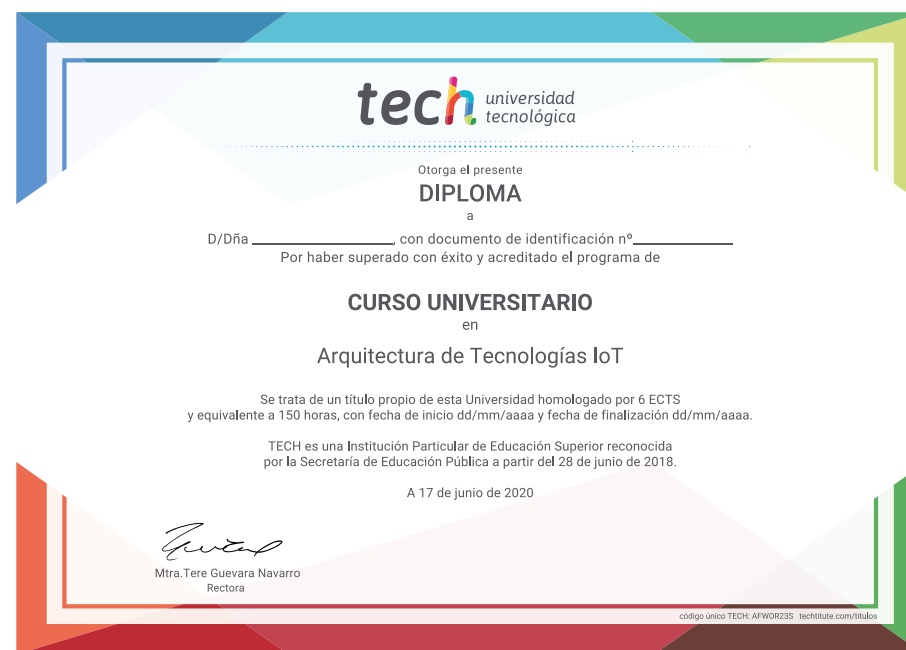 tech universidad
tecnológica
Otorga el presente
DIPLOMA
a
D/Dña ____________________, con documento de identificación nº______________
Por haber superado con éxito y acreditado el programa de
CURSO UNIVERSITARIO
en
Arquitectura de Tecnologías IoT
Se trata de un título propio de esta Universidad homologado por 6 ECTS
y equivalente a 150 horas, con fecha de inicio dd/mm/aaaa y fecha de finalización dd/mm/aaaa.
TECH es una Institución Particular de Educación Superior reconocida
por la Secretaría de Educación Pública a partir del 28 de junio de 2018.
A 17 de junio de 2020
Mtra.Tere Guevara Navarro
Rectora
código único TECH: AFWOR23S techtitute.com/titulos